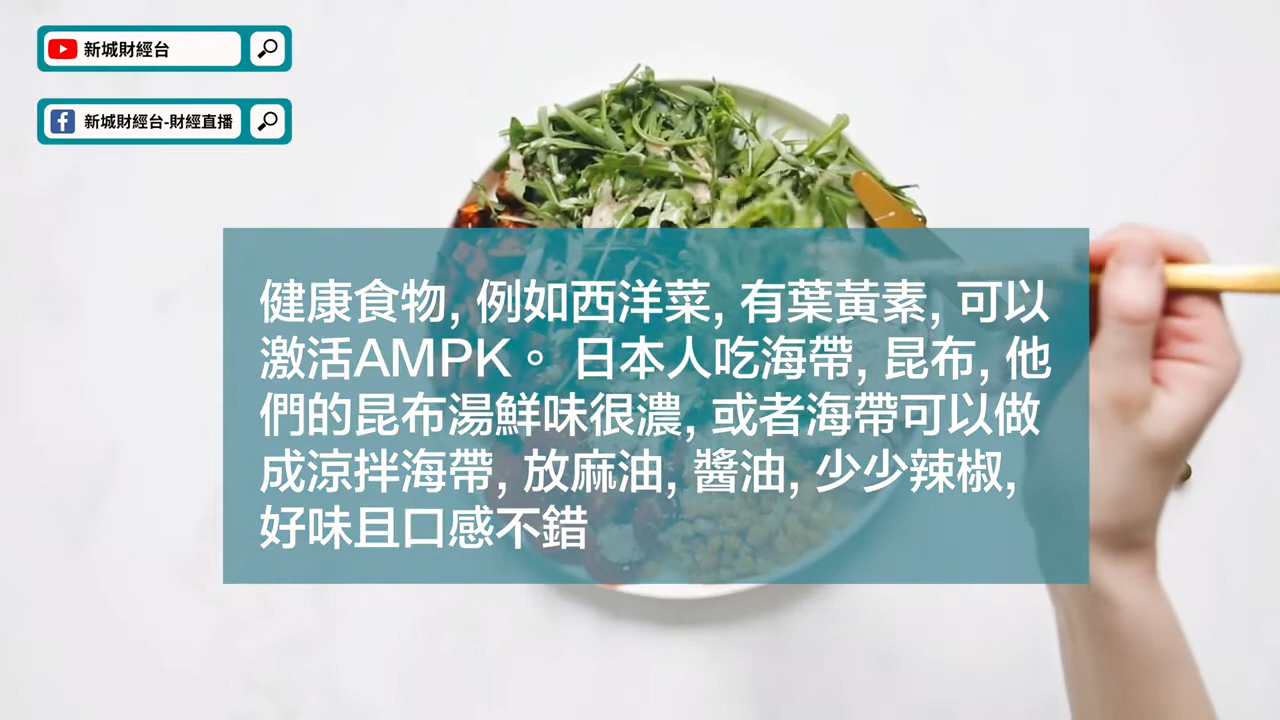 新城財經台
新城財經台-財經直播
健康食物, 例如西洋菜, 有葉黃素, 可以
激活AMPK。 日本人吃海帶, 昆布, 他
們的昆布湯鮮味很濃, 或者海帶可以做
成涼拌海帶, 放麻油, 醬油, 少少辣椒,
好味且口感不錯